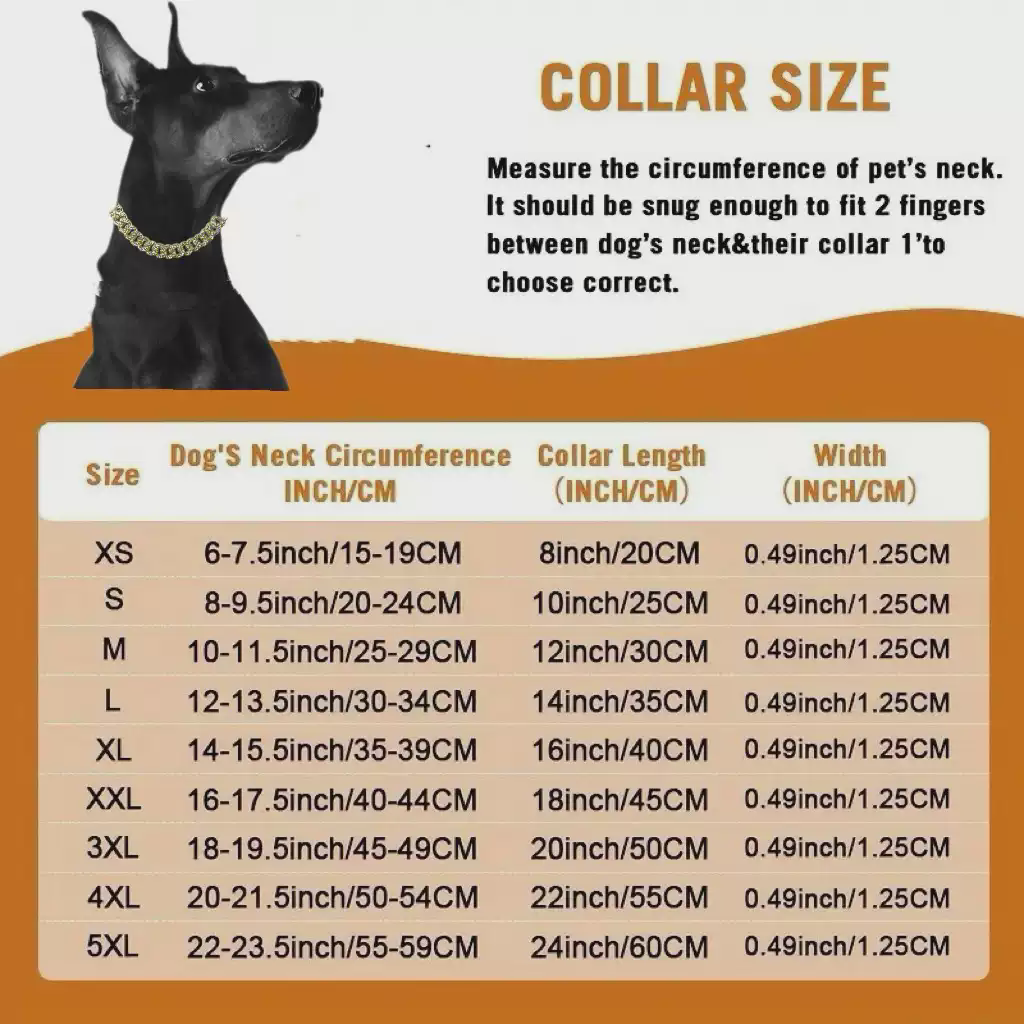 COLLAR SIZE
Measure the circumference of pet's neck.
It should be snug enough to fit 2 fingers
between dog's neck&their collar 1'to
choose correct.
Size Dog'S Neck Circumference INCH/CM Collar Length (INCH/CM) Width (INCH/CM)
XS 6-7.5inch/15-19CM 8inch/20CM 0.49inch/1.25CM
S 8-9.5inch/20-24CM 10inch/25CM 0.49inch/1.25CM
M 10-11.5inch/25-29CM 12inch/30CM 0.49inch/1.25CM
L 12-13.5inch/30-34CM 14inch/35CM 0.49inch/1.25CM
XL 14-15.5inch/35-39CM 16inch/40CM 0.49inch/1.25CM
XXL 16-17.5inch/40-44CM 18inch/45CM 0.49inch/1.25CM
3XL 18-19.5inch/45-49CM 20inch/50CM 0.49inch/1.25CM
4XL 20-21.5inch/50-54CM 22inch/55CM 0.49inch/1.25CM
5XL 22-23.5inch/55-59CM 24inch/60CM 0.49inch/1.25CM